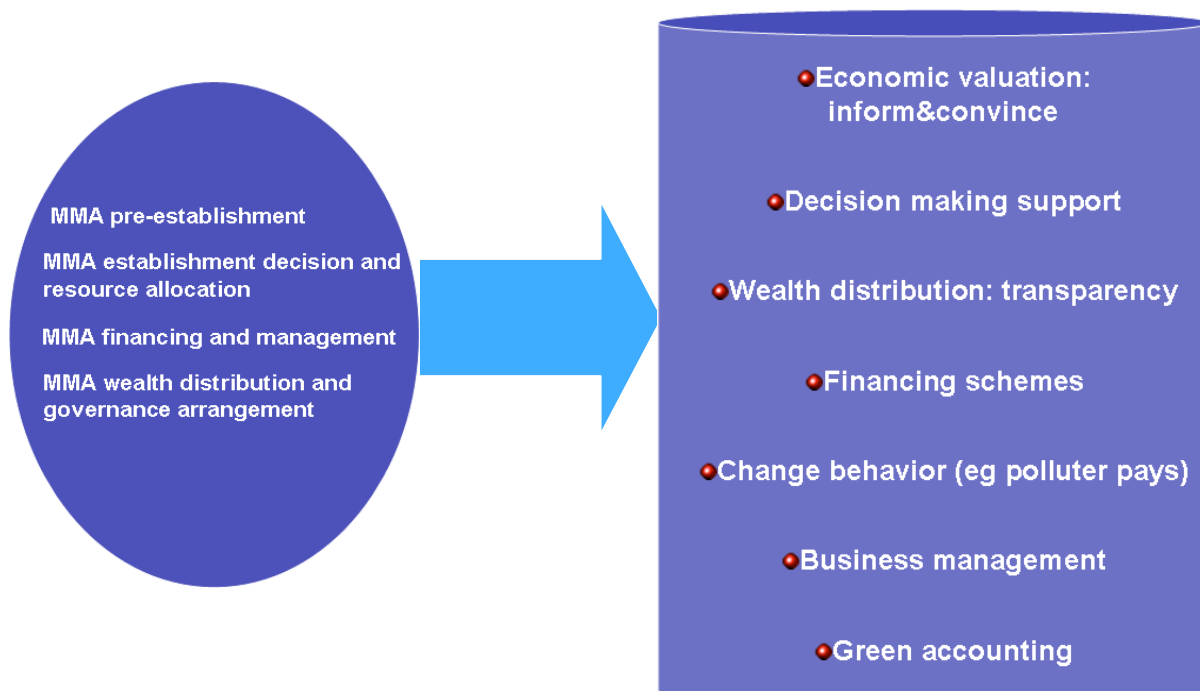 MMA pre-establishment
MMA establishment decision and
resource allocation
MMA financing and management
MMA wealth distribution and
governance arrangement
Economic valuation:
inform&convince
Decision making support
Wealth distribution: transparency
Financing schemes
Change behavior (eg polluter pays)
Business management
Green accounting